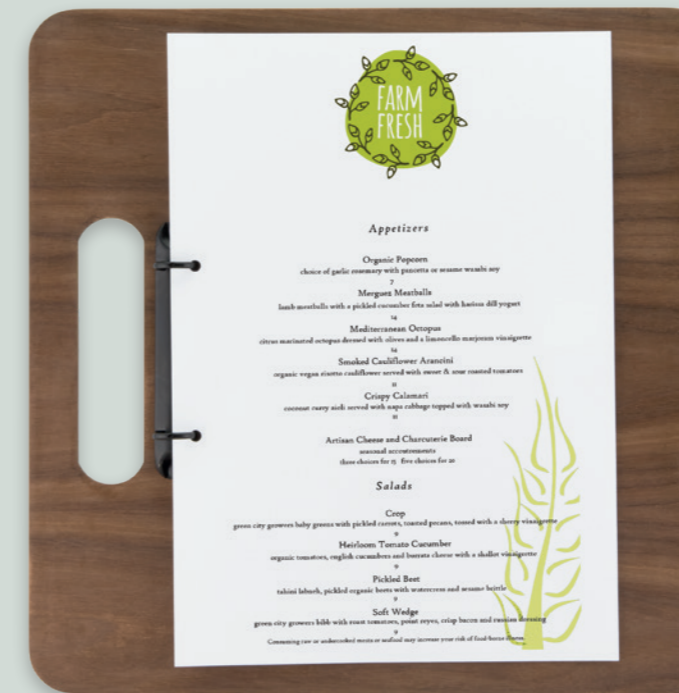 FARM
FRESH
Appetizers
Organic Popcorn
choice of garlic rosemary with pancetta or sesame wasabi soy
7
Merguez Meatballs
lamb meatballs with a pickled cucumber feta salad with harissa dill yogurt
14
Mediterranean Octopus
citrus marinated octopus dressed with olives and a limoncello marjoram vinaigrette
14
Smoked Cauliflower Arancini
organic vegan risotto cauliflower served with sweet & sour roasted tomatoes
11
Crispy Calamari
coconut curry aioli served with napa cabbage topped with wasabi soy
11
Artisan Cheese and Charcuterie Board
seasonal accoutrements
three choices for 15 five choices for 20
Salads
Crop
green city growers baby greens with pickled carrots, toasted pecans, tossed with a sherry vinaigrette
9
Heirloom Tomato Cucumber
organic tomatoes, english cucumbers and burrata cheese with a shallot vinaigrette
9
Pickled Beet
tahini labneh, pickled organic beets with watercress and sesame brittle
9
Soft Wedge
green city growers bibb with roast tomatoes, point reyes, crisp bacon and russian dressing
9
Consuming raw or undercooked meats or seafood may increase your risk of food-borne illness